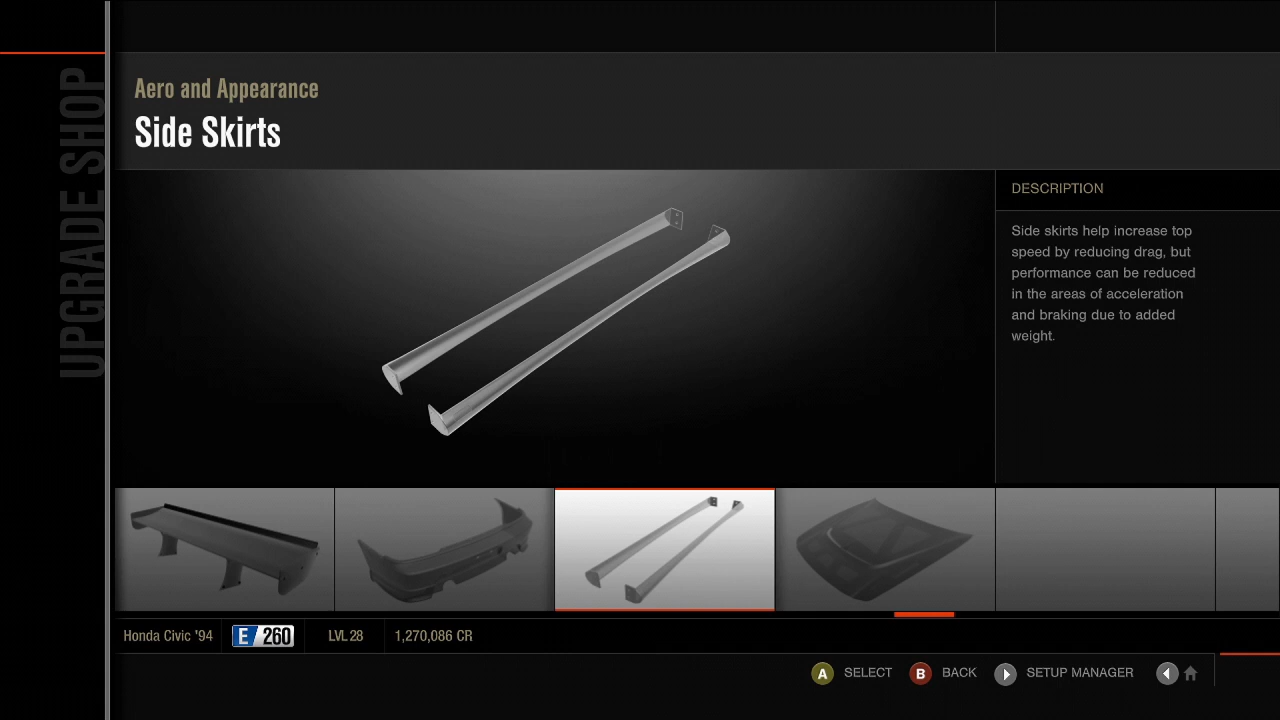 UPGRADE SHOP
Aero and Appearance
Side Skirts
DESCRIPTION
Side skirts help increase top
speed by reducing drag, but
performance can be reduced
in the areas of acceleration
and braking due to added
weight.
Honda Civic '94 E 260 LVL 28 1,270,086 CR
A SELECT B BACK SETUP MANAGER